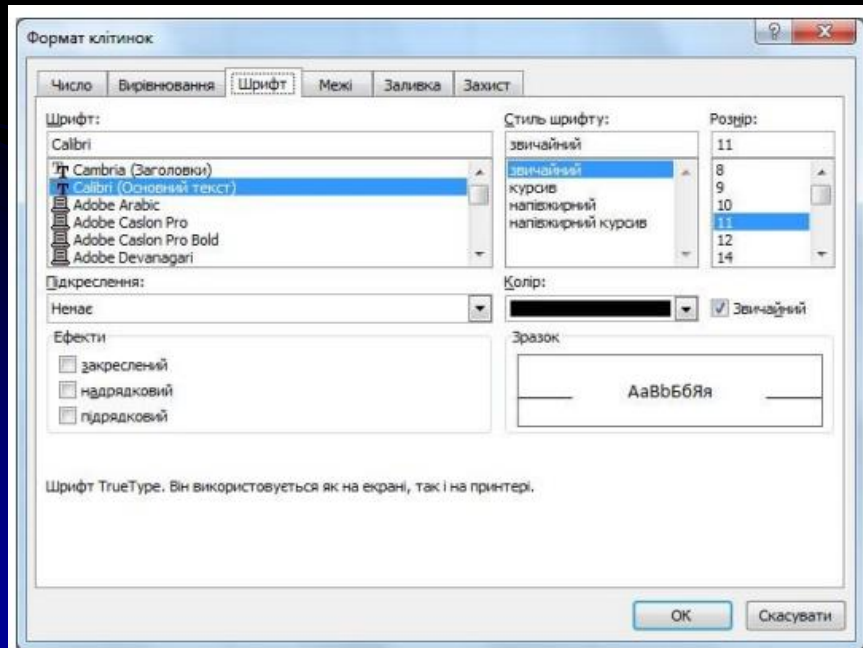 Формат клітинок
Число Вирівнювання Шрифт Межі Заливка Захист
Шрифт: Стиль шрифту: Розмір:
Calibri звичайний 11
Cambria (Заголовки) звичайний 8
Calibri (Основний текст) курсив 9
Adobe Arabic напівжирний 10
Adobe Caslon Pro напівжирний курсив 11
Adobe Caslon Pro Bold 12
Adobe Devanagari 14
Підкреслення: Колір:
Немає Звичайний
Ефекти Зразок
закреслений
надрядковий АаВbБбЯя
підрядковий
Шрифт TrueType. Він використовується як на екрані, так і на принтері.
ОК Скасувати